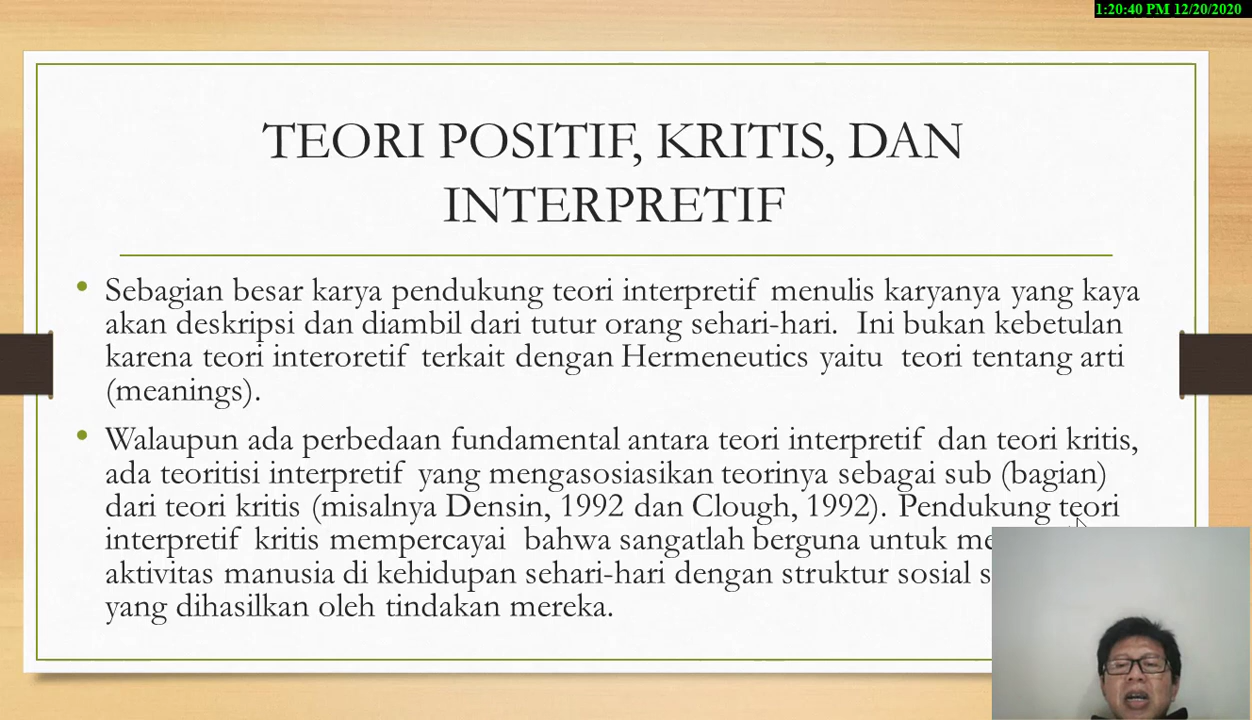 1:20:40 PM 12/20/2020
TEORI POSITIF, KRITIS, DAN
INTERPRETIF
• Sebagian besar karya pendukung teori interpretif menulis karyanya yang kaya
akan deskripsi dan diambil dari tutur orang sehari-hari. Ini bukan kebetulan
karena teori interoretif terkait dengan Hermeneutics yaitu teori tentang arti
(meanings).
• Walaupun ada perbedaan fundamental antara teori interpretif dan teori kritis,
ada teoritisi interpretif yang mengasosiasikan teorinya sebagai sub (bagian)
dari teori kritis (misalnya Densin, 1992 dan Clough, 1992). Pendukung teori
interpretif kritis mempercayai bahwa sangatlah berguna untuk
aktivitas manusia di kehidupan sehari-hari dengan struktur sosial
yang dihasilkan oleh tindakan mereka.